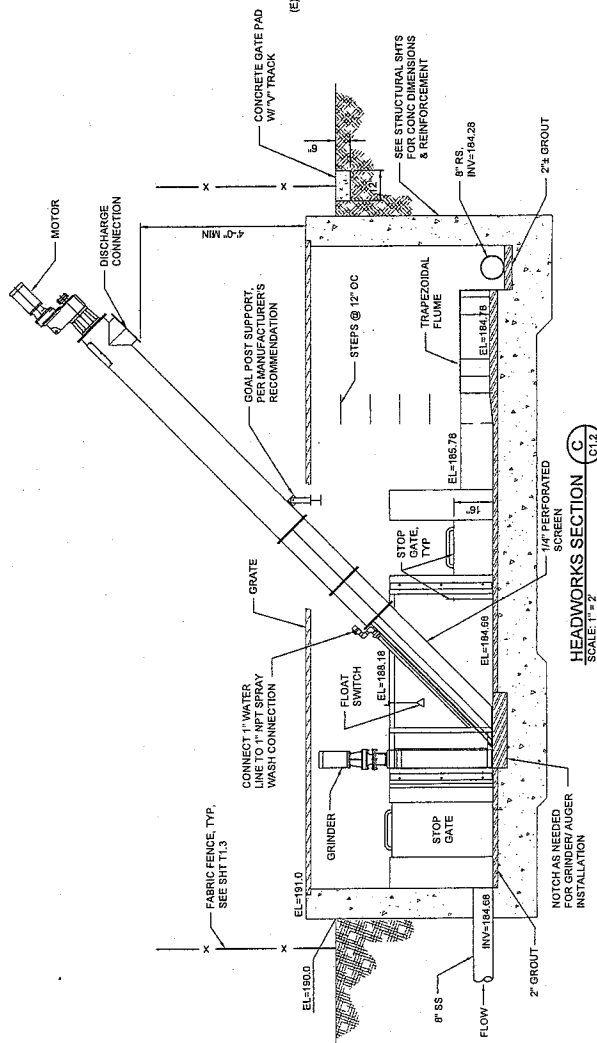 (E)
MOTOR
DISCHARGE
CONNECTION
4'-0" MIN
CONCRETE GATE PAD
W/ "V" TRACK
X
X
6"
12"
SEE STRUCTURAL SHTS
FOR CONC DIMENSIONS
& REINFORCEMENT
8" RS,
INV=184.28
2"± GROUT
GOAL POST SUPPORT,
PER MANUFACTURER'S
RECOMMENDATION
STEPS @ 12" OC
TRAPEZOIDAL
FLUME
EL=184.78
EL=185.78
16"
GRATE
CONNECT 1" WATER
LINE TO 1" NPT SPRAY
WASH CONNECTION
EL=188.18
FLOAT
SWITCH
STOP
GATE,
TYP
EL=184.68
1/4" PERFORATED
SCREEN
GRINDER
STOP
GATE
FABRIC FENCE, TYP,
SEE SHT T1.3
X
X
EL=191.0
EL=190.0
8" SS
INV=184.68
FLOW
2" GROUT
NOTCH AS NEEDED
FOR GRINDER/ AUGER
INSTALLATION
HEADWORKS SECTION
C
C1.2
SCALE: 1" = 2'